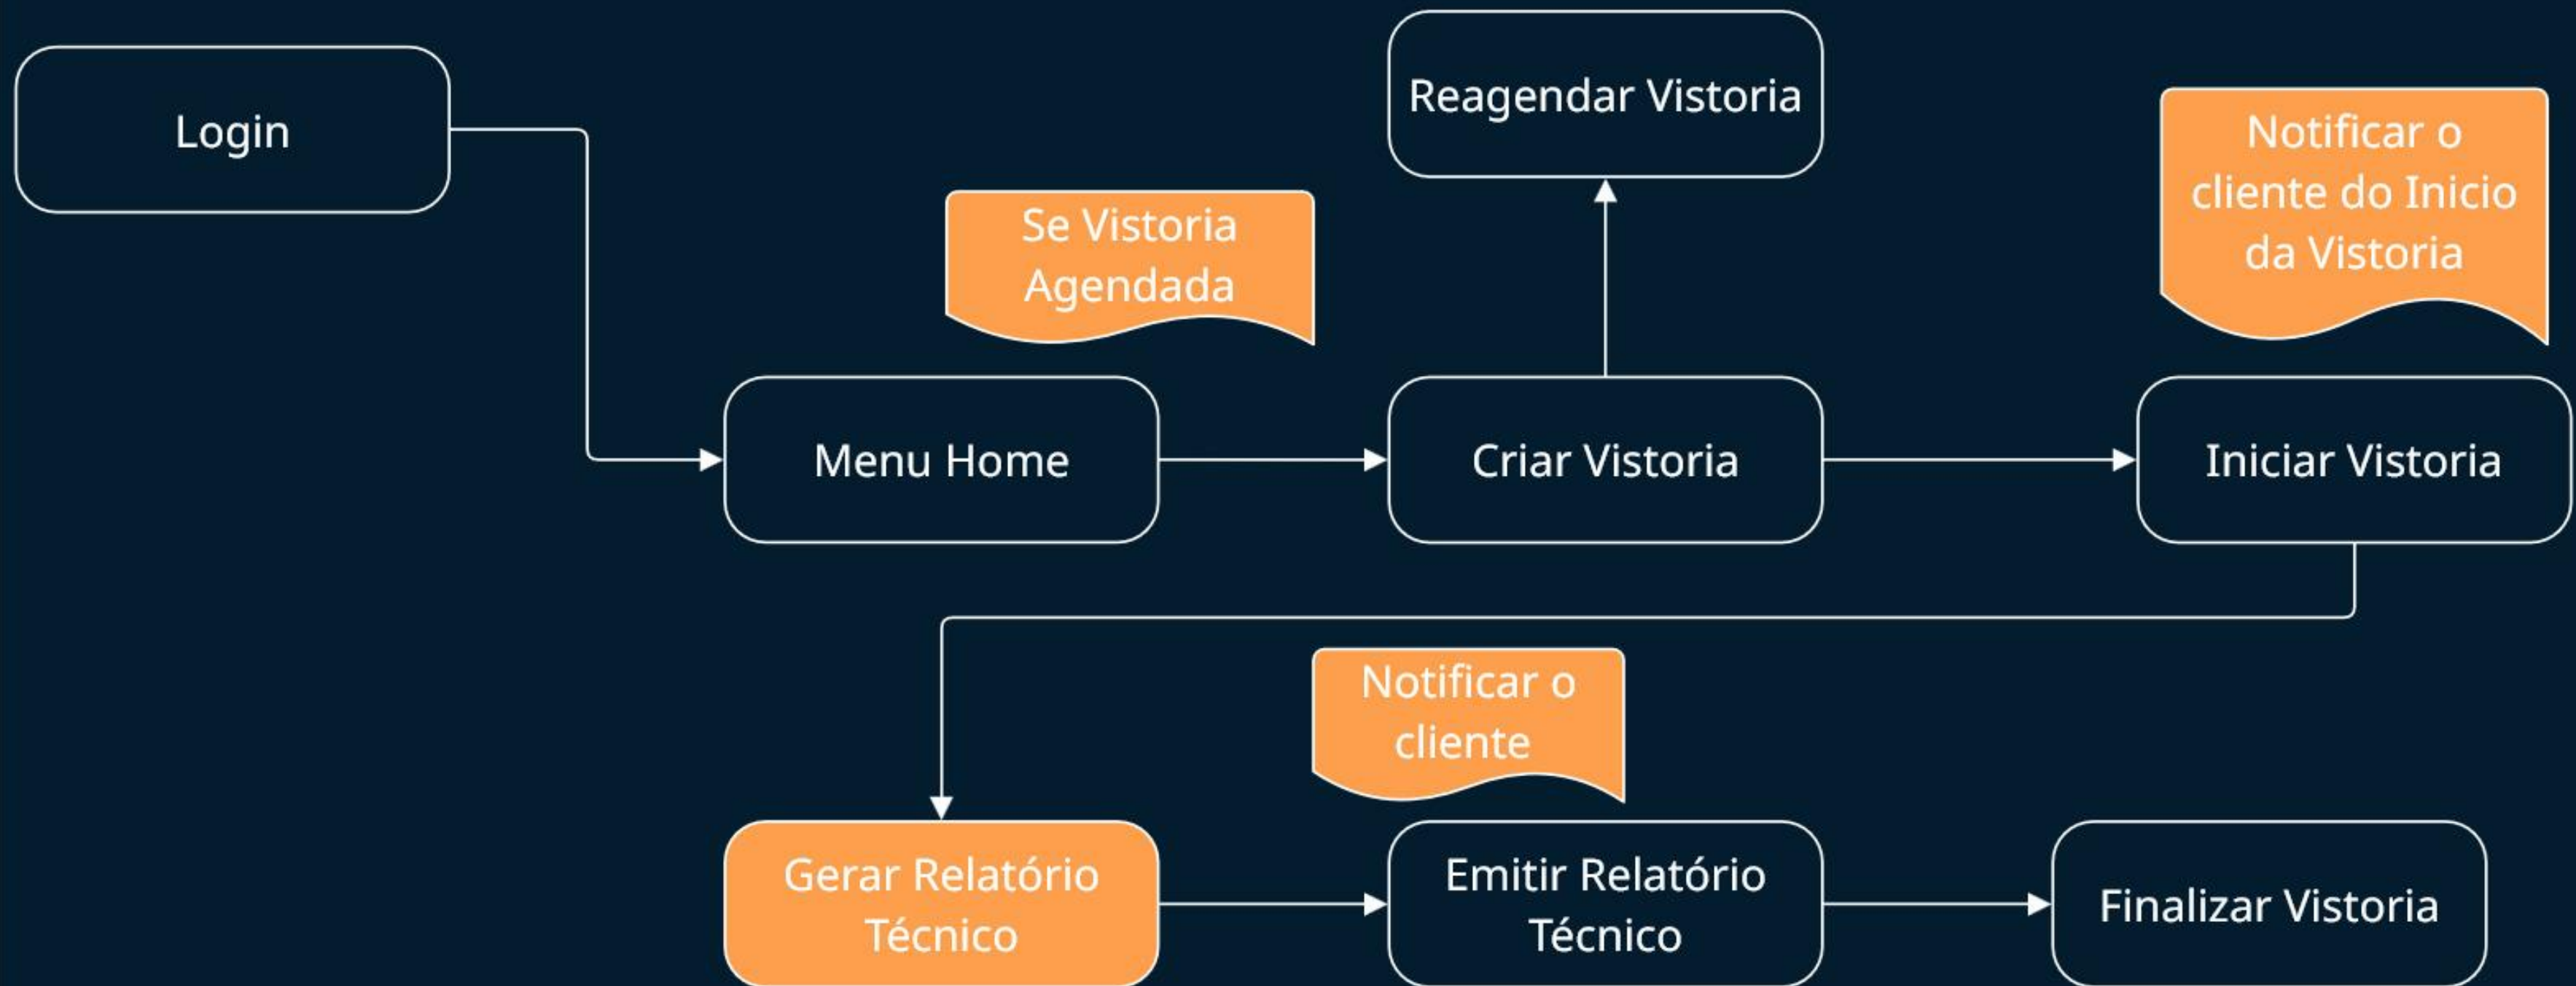 Login
Reagendar Vistoria
Notificar o
cliente do Inicio
da Vistoria
Se Vistoria
Agendada
Menu Home
Criar Vistoria
Iniciar Vistoria
Notificar o
cliente
Gerar Relatório
Técnico
Emitir Relatório
Técnico
Finalizar Vistoria